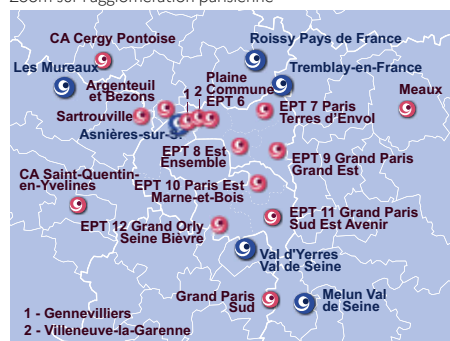 Zoom sur l'agglomération parisienne
CA Cergy Pontoise
Roissy Pays de France
Les Mureaux
Argenteuil
et Bezons
Plaine
Commune
EPT 6
Tremblay-en-France
Meaux
1 2
Sartrouville
EPT 7 Paris
Terres d'Envol
Asnières-sur-S.
EPT 8 Est
Ensemble
EPT 9 Grand Paris
Grand Est
CA Saint-Quentin-
en-Yvelines
EPT 10 Paris Est
Marne-et-Bois
EPT 11 Grand Paris
Sud Est Avenir
EPT 12 Grand Orly
Seine Bièvre
Val d'Yerres
Val de Seine
Grand Paris
Sud
Melun Val
de Seine
1 - Gennevilliers
2 - Villeneuve-la-Garenne